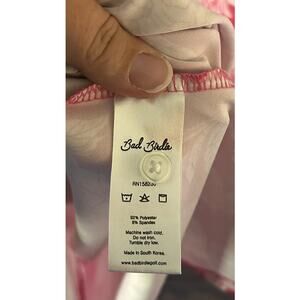 Bad Birdie
RN158230
92% Polyester
8% Spandex
Machine wash cold.
Do not iron.
Tumble dry low.
Made in South Korea.
www.badbirdiegolf.com